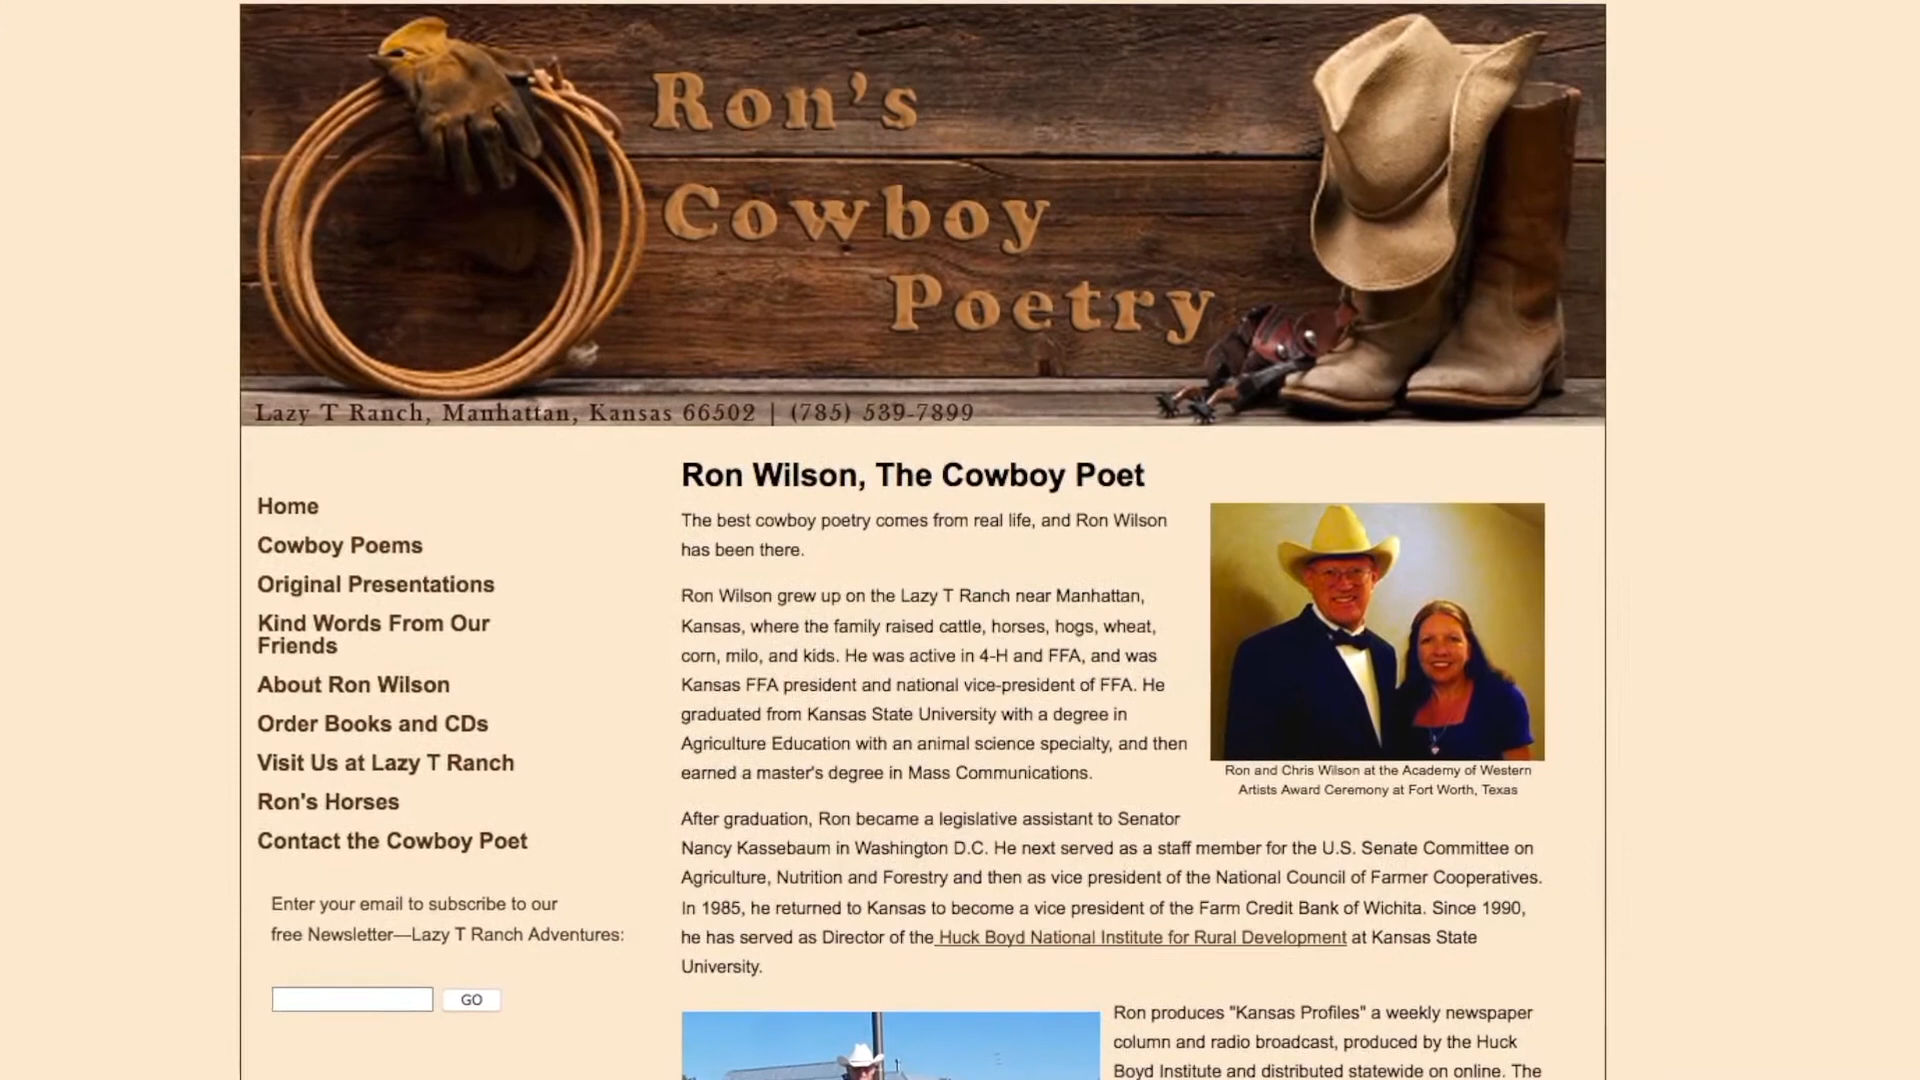 Ron's
Cowboy
Poetry
Lazy T Ranch, Manhattan, Kansas 66502 | (785) 539-7899
Home
Cowboy Poems
Original Presentations
Kind Words From Our
Friends
About Ron Wilson
Order Books and CDs
Visit Us at Lazy T Ranch
Ron's Horses
Contact the Cowboy Poet
Enter your email to subscribe to our
free Newsletter—Lazy T Ranch Adventures:
GO
Ron Wilson, The Cowboy Poet
The best cowboy poetry comes from real life, and Ron Wilson
has been there.
Ron Wilson grew up on the Lazy T Ranch near Manhattan,
Kansas, where the family raised cattle, horses, hogs, wheat,
corn, milo, and kids. He was active in 4-H and FFA, and was
Kansas FFA president and national vice-president of FFA. He
graduated from Kansas State University with a degree in
Agriculture Education with an animal science specialty, and then
earned a master's degree in Mass Communications.
Ron and Chris Wilson at the Academy of Western
Artists Award Ceremony at Fort Worth, Texas
After graduation, Ron became a legislative assistant to Senator
Nancy Kassebaum in Washington D.C. He next served as a staff member for the U.S. Senate Committee on
Agriculture, Nutrition and Forestry and then as vice president of the National Council of Farmer Cooperatives.
In 1985, he returned to Kansas to become a vice president of the Farm Credit Bank of Wichita. Since 1990,
he has served as Director of the Huck Boyd National Institute for Rural Development at Kansas State
University.
Ron produces "Kansas Profiles" a weekly newspaper
column and radio broadcast, produced by the Huck
Boyd Institute and distributed statewide on online. The